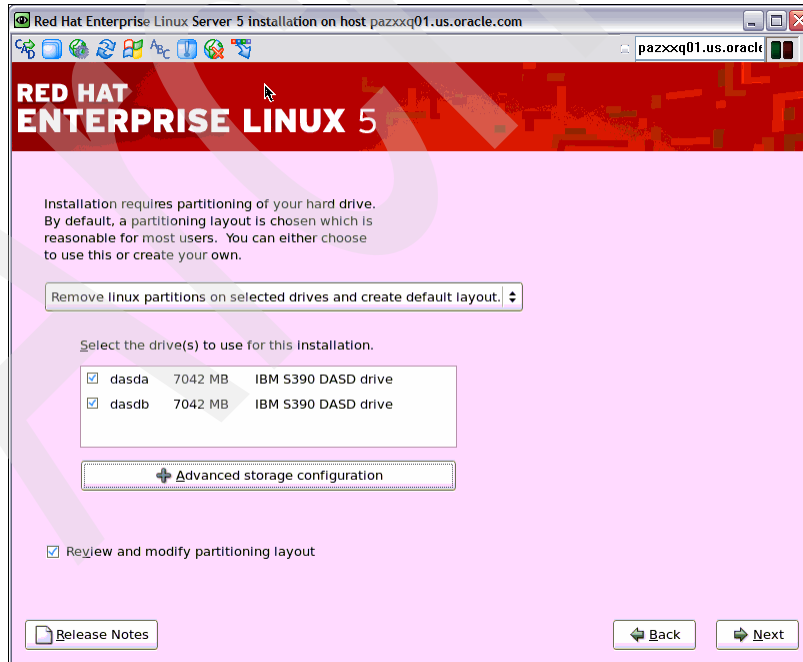 Red Hat Enterprise Linux Server 5 installation on host pazxxq01.us.oracle.com
pazxxq01.us.oracle
RED HAT
ENTERPRISE LINUX 5
Installation requires partitioning of your hard drive.
By default, a partitioning layout is chosen which is
reasonable for most users. You can either choose
to use this or create your own.
Remove linux partitions on selected drives and create default layout.
Select the drive(s) to use for this installation.
dasda 7042 MB IBM S390 DASD drive
dasdb 7042 MB IBM S390 DASD drive
Advanced storage configuration
Review and modify partitioning layout
Release Notes
Back
Next